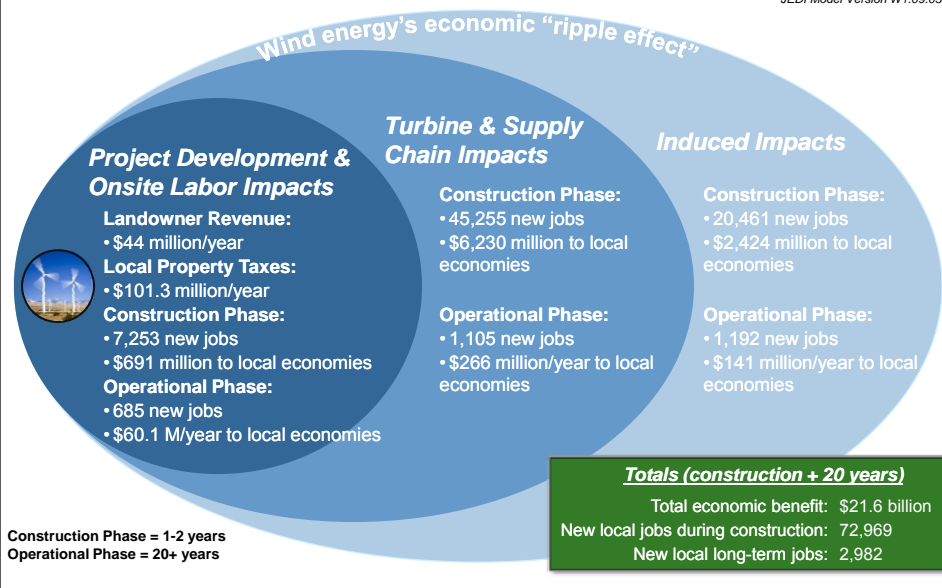 JEDI Model Version W1.09.03
Wind energy’s economic “ripple effect”
Project Development &
Onsite Labor Impacts
Landowner Revenue:
• $44 million/year
Local Property Taxes:
• $101.3 million/year
Construction Phase:
• 7,253 new jobs
• $691 million to local economies
Operational Phase:
• 685 new jobs
• $60.1 M/year to local economies
Turbine & Supply
Chain Impacts
Construction Phase:
• 45,255 new jobs
• $6,230 million to local
economies
Operational Phase:
• 1,105 new jobs
• $266 million/year to local
economies
Induced Impacts
Construction Phase:
• 20,461 new jobs
• $2,424 million to local
economies
Operational Phase:
• 1,192 new jobs
• $141 million/year to local
economies
Totals (construction + 20 years)
Total economic benefit: $21.6 billion
New local jobs during construction: 72,969
New local long-term jobs: 2,982
Construction Phase = 1-2 years
Operational Phase = 20+ years